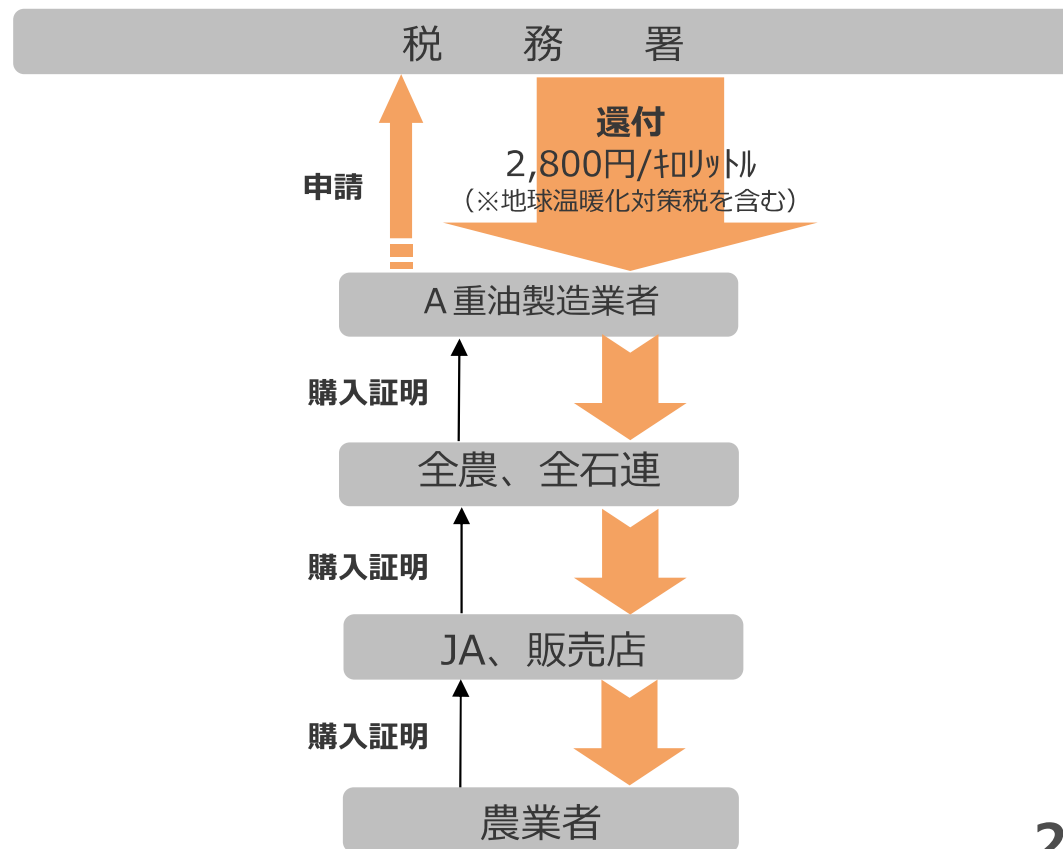 税　務　署
還付
2,800円/ｷﾛﾘｯﾄﾙ
（※地球温暖化対策税を含む）
申請
Ａ重油製造業者
購入証明
全農、全石連
購入証明
JA、販売店
購入証明
農業者
2